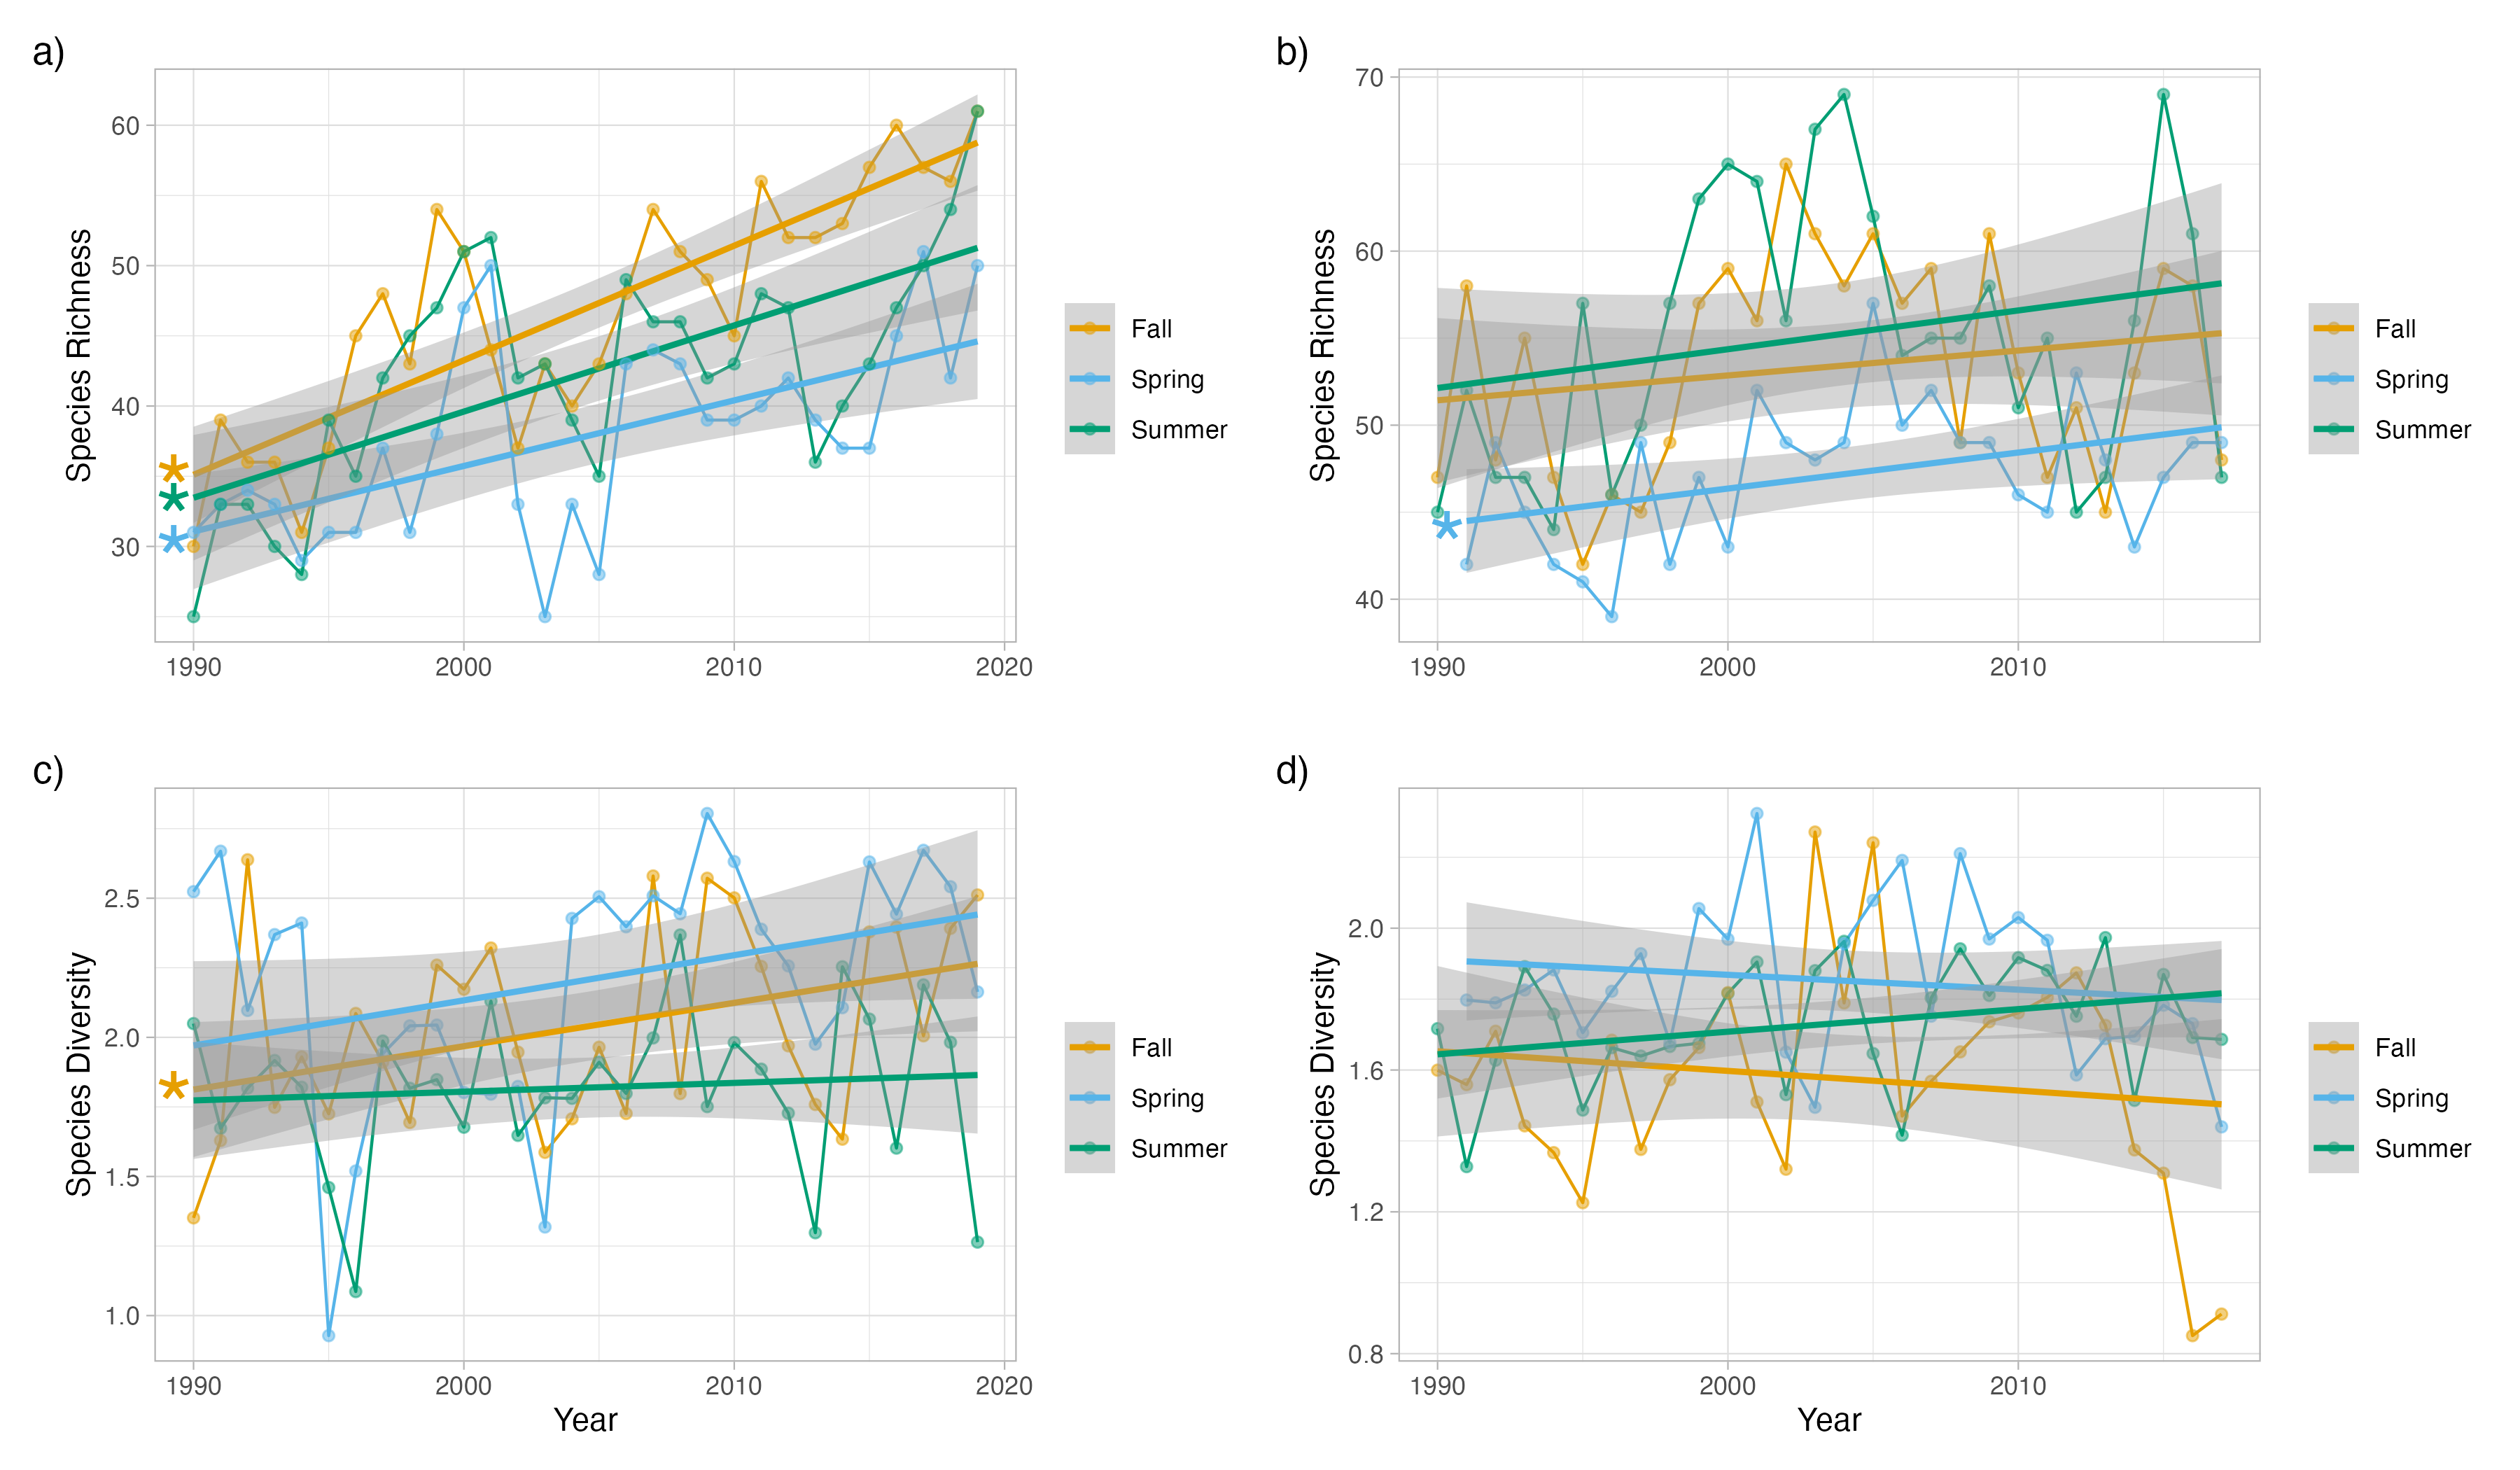 a)
Species Richness
60
50
40
30
1990 2000 2010 2020
Fall
Spring
Summer
b)
Species Richness
70
60
50
40
1990 2000 2010
Fall
Spring
Summer
c)
Species Diversity
2.5
2.0
1.5
1.0
1990 2000 2010 2020
Year
Fall
Spring
Summer
d)
Species Diversity
2.0
1.6
1.2
0.8
1990 2000 2010
Year
Fall
Spring
Summer